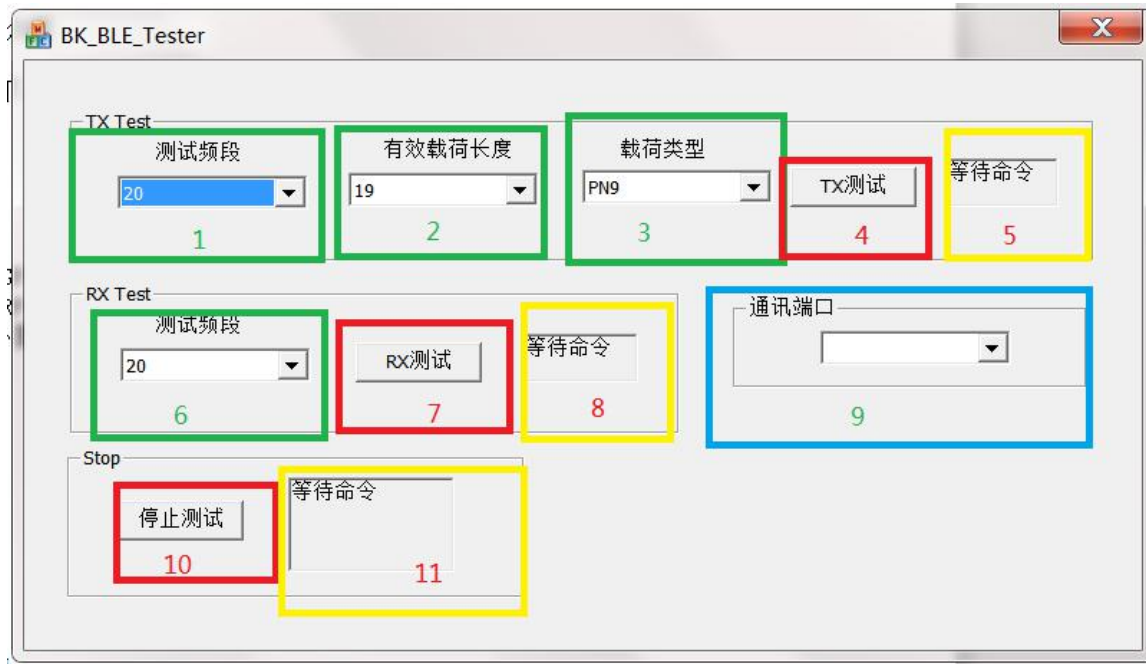 BK_BLE_Tester
TX Test
测试频段
有效载荷长度
载荷类型
20
19
PN9
TX测试
等待命令
1
2
3
4
5
RX Test
测试频段
20
RX测试
等待命令
6
7
8
通讯端口
9
Stop
停止测试
等待命令
10
11